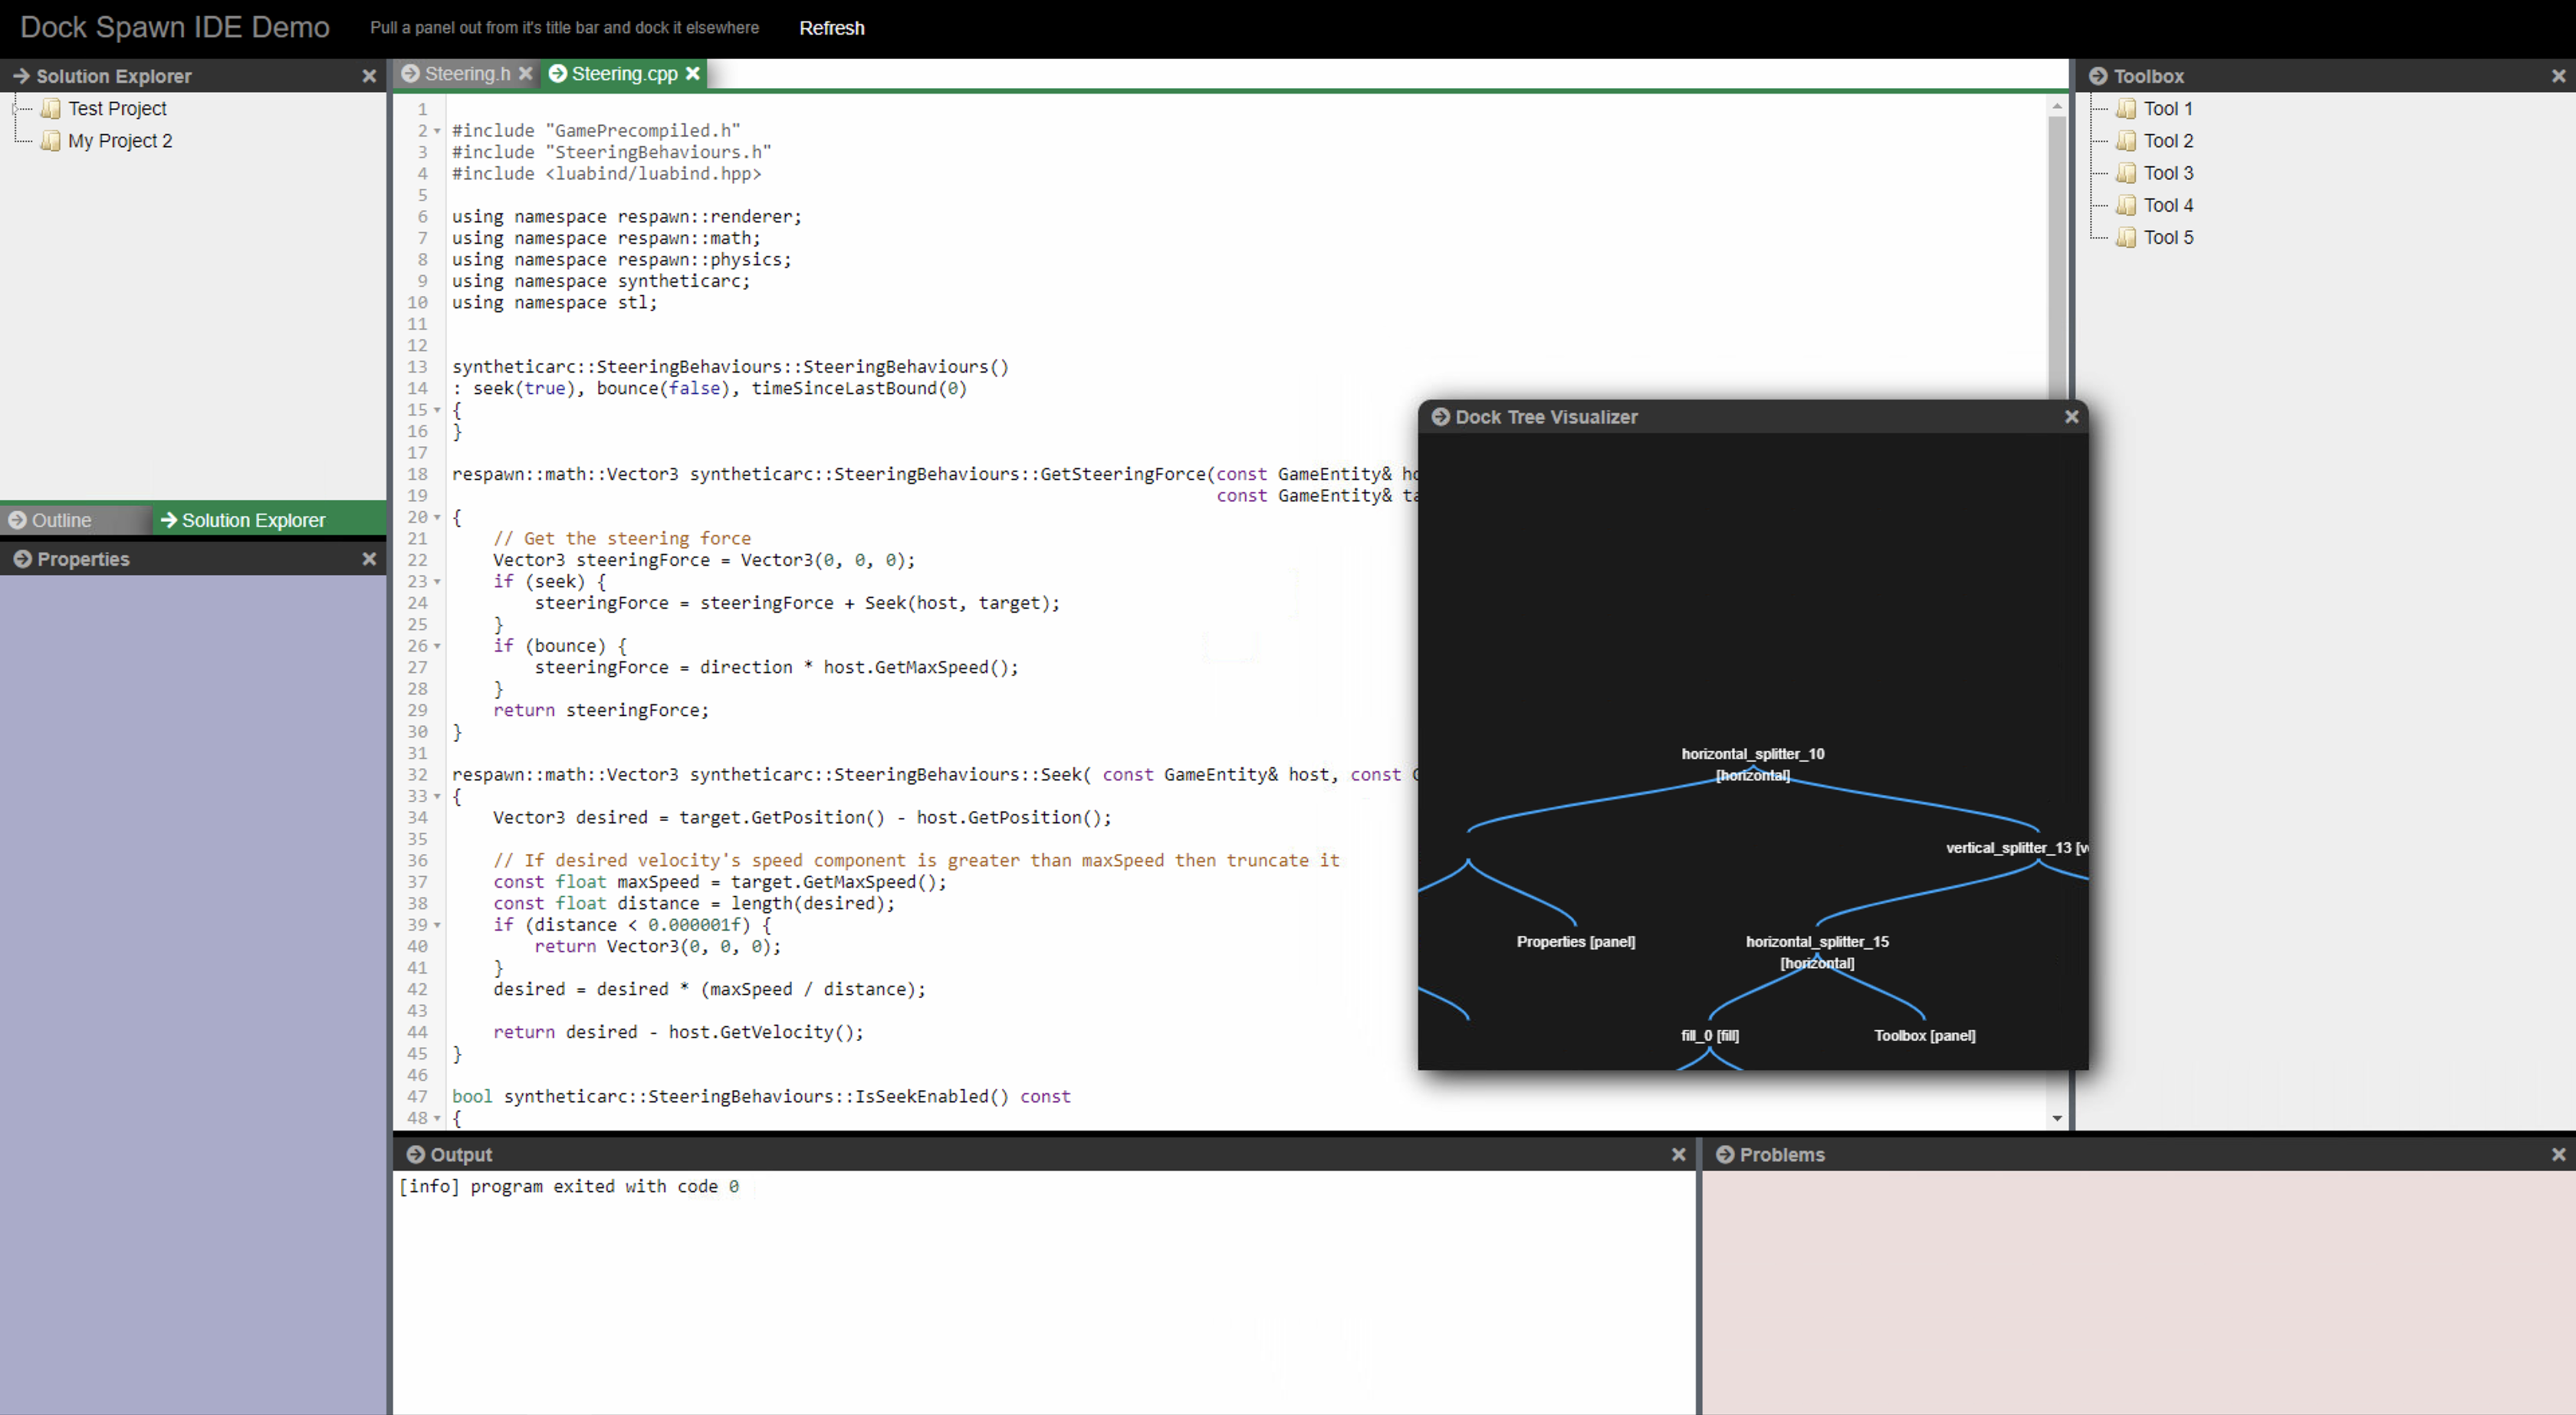 Dock Spawn IDE Demo Pull a panel out from it's title bar and dock it elsewhere Refresh
Solution Explorer
Test Project
My Project 2
Outline Solution Explorer
Properties
Steering.h Steering.cpp
1
2 #include "GamePrecompiled.h"
3 #include "SteeringBehaviours.h"
4 #include <luabind/luabind.hpp>
5
6 using namespace respawn::renderer;
7 using namespace respawn::math;
8 using namespace respawn::physics;
9 using namespace syntheticarc;
10 using namespace stl;
11
12
13 syntheticarc::SteeringBehaviours::SteeringBehaviours()
14 : seek(true), bounce(false), timeSinceLastBound(0)
15 {
16 }
17
18 respawn::math::Vector3 syntheticarc::SteeringBehaviours::GetSteeringForce(const GameEntity& ho
19 const GameEntity& ta
20 {
21 // Get the steering force
22 Vector3 steeringForce = Vector3(0, 0, 0);
23 if (seek) {
24 steeringForce = steeringForce + Seek(host, target);
25 }
26 if (bounce) {
27 steeringForce = direction * host.GetMaxSpeed();
28 }
29 return steeringForce;
30 }
31
32 respawn::math::Vector3 syntheticarc::SteeringBehaviours::Seek( const GameEntity& host, const
33 {
34 Vector3 desired = target.GetPosition() - host.GetPosition();
35
36 // If desired velocity's speed component is greater than maxSpeed then truncate it
37 const float maxSpeed = target.GetMaxSpeed();
38 const float distance = length(desired);
39 if (distance < 0.000001f) {
40 return Vector3(0, 0, 0);
41 }
42 desired = desired * (maxSpeed / distance);
43
44 return desired - host.GetVelocity();
45 }
46
47 bool syntheticarc::SteeringBehaviours::IsSeekEnabled() const
48 {
Dock Tree Visualizer
horizontal_splitter_10
[horizontal]
vertical_splitter_13 [v
Properties [panel]
horizontal_splitter_15
[horizontal]
fill_0 [fill]
Toolbox [panel]
Toolbox
Tool 1
Tool 2
Tool 3
Tool 4
Tool 5
Output
[info] program exited with code 0
Problems